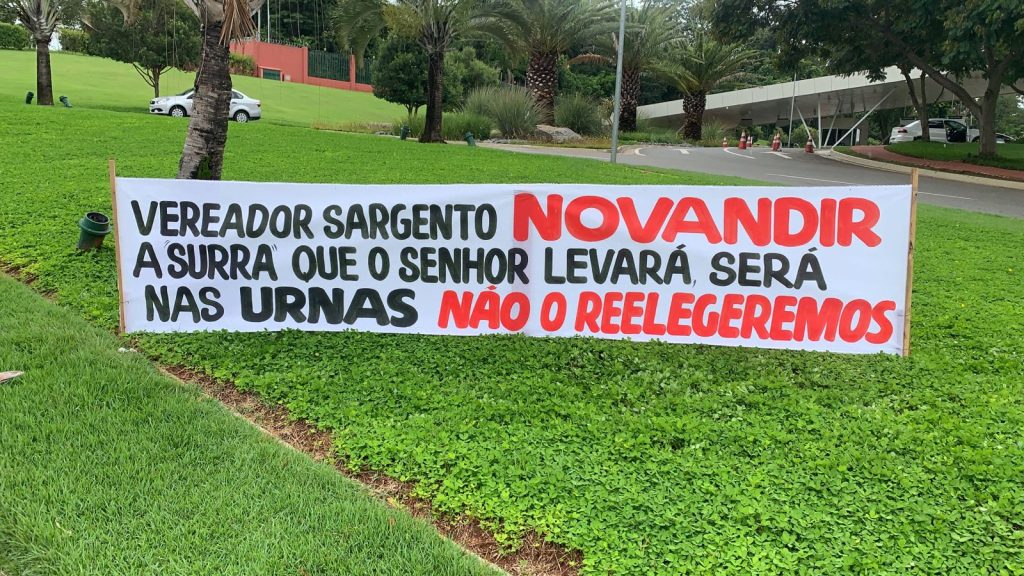 VEREADOR SARGENTO NOVANDIR
A "SURRA" QUE O SENHOR LEVARÁ, SERÁ
NAS URNAS NÃO O REELEGEREMOS